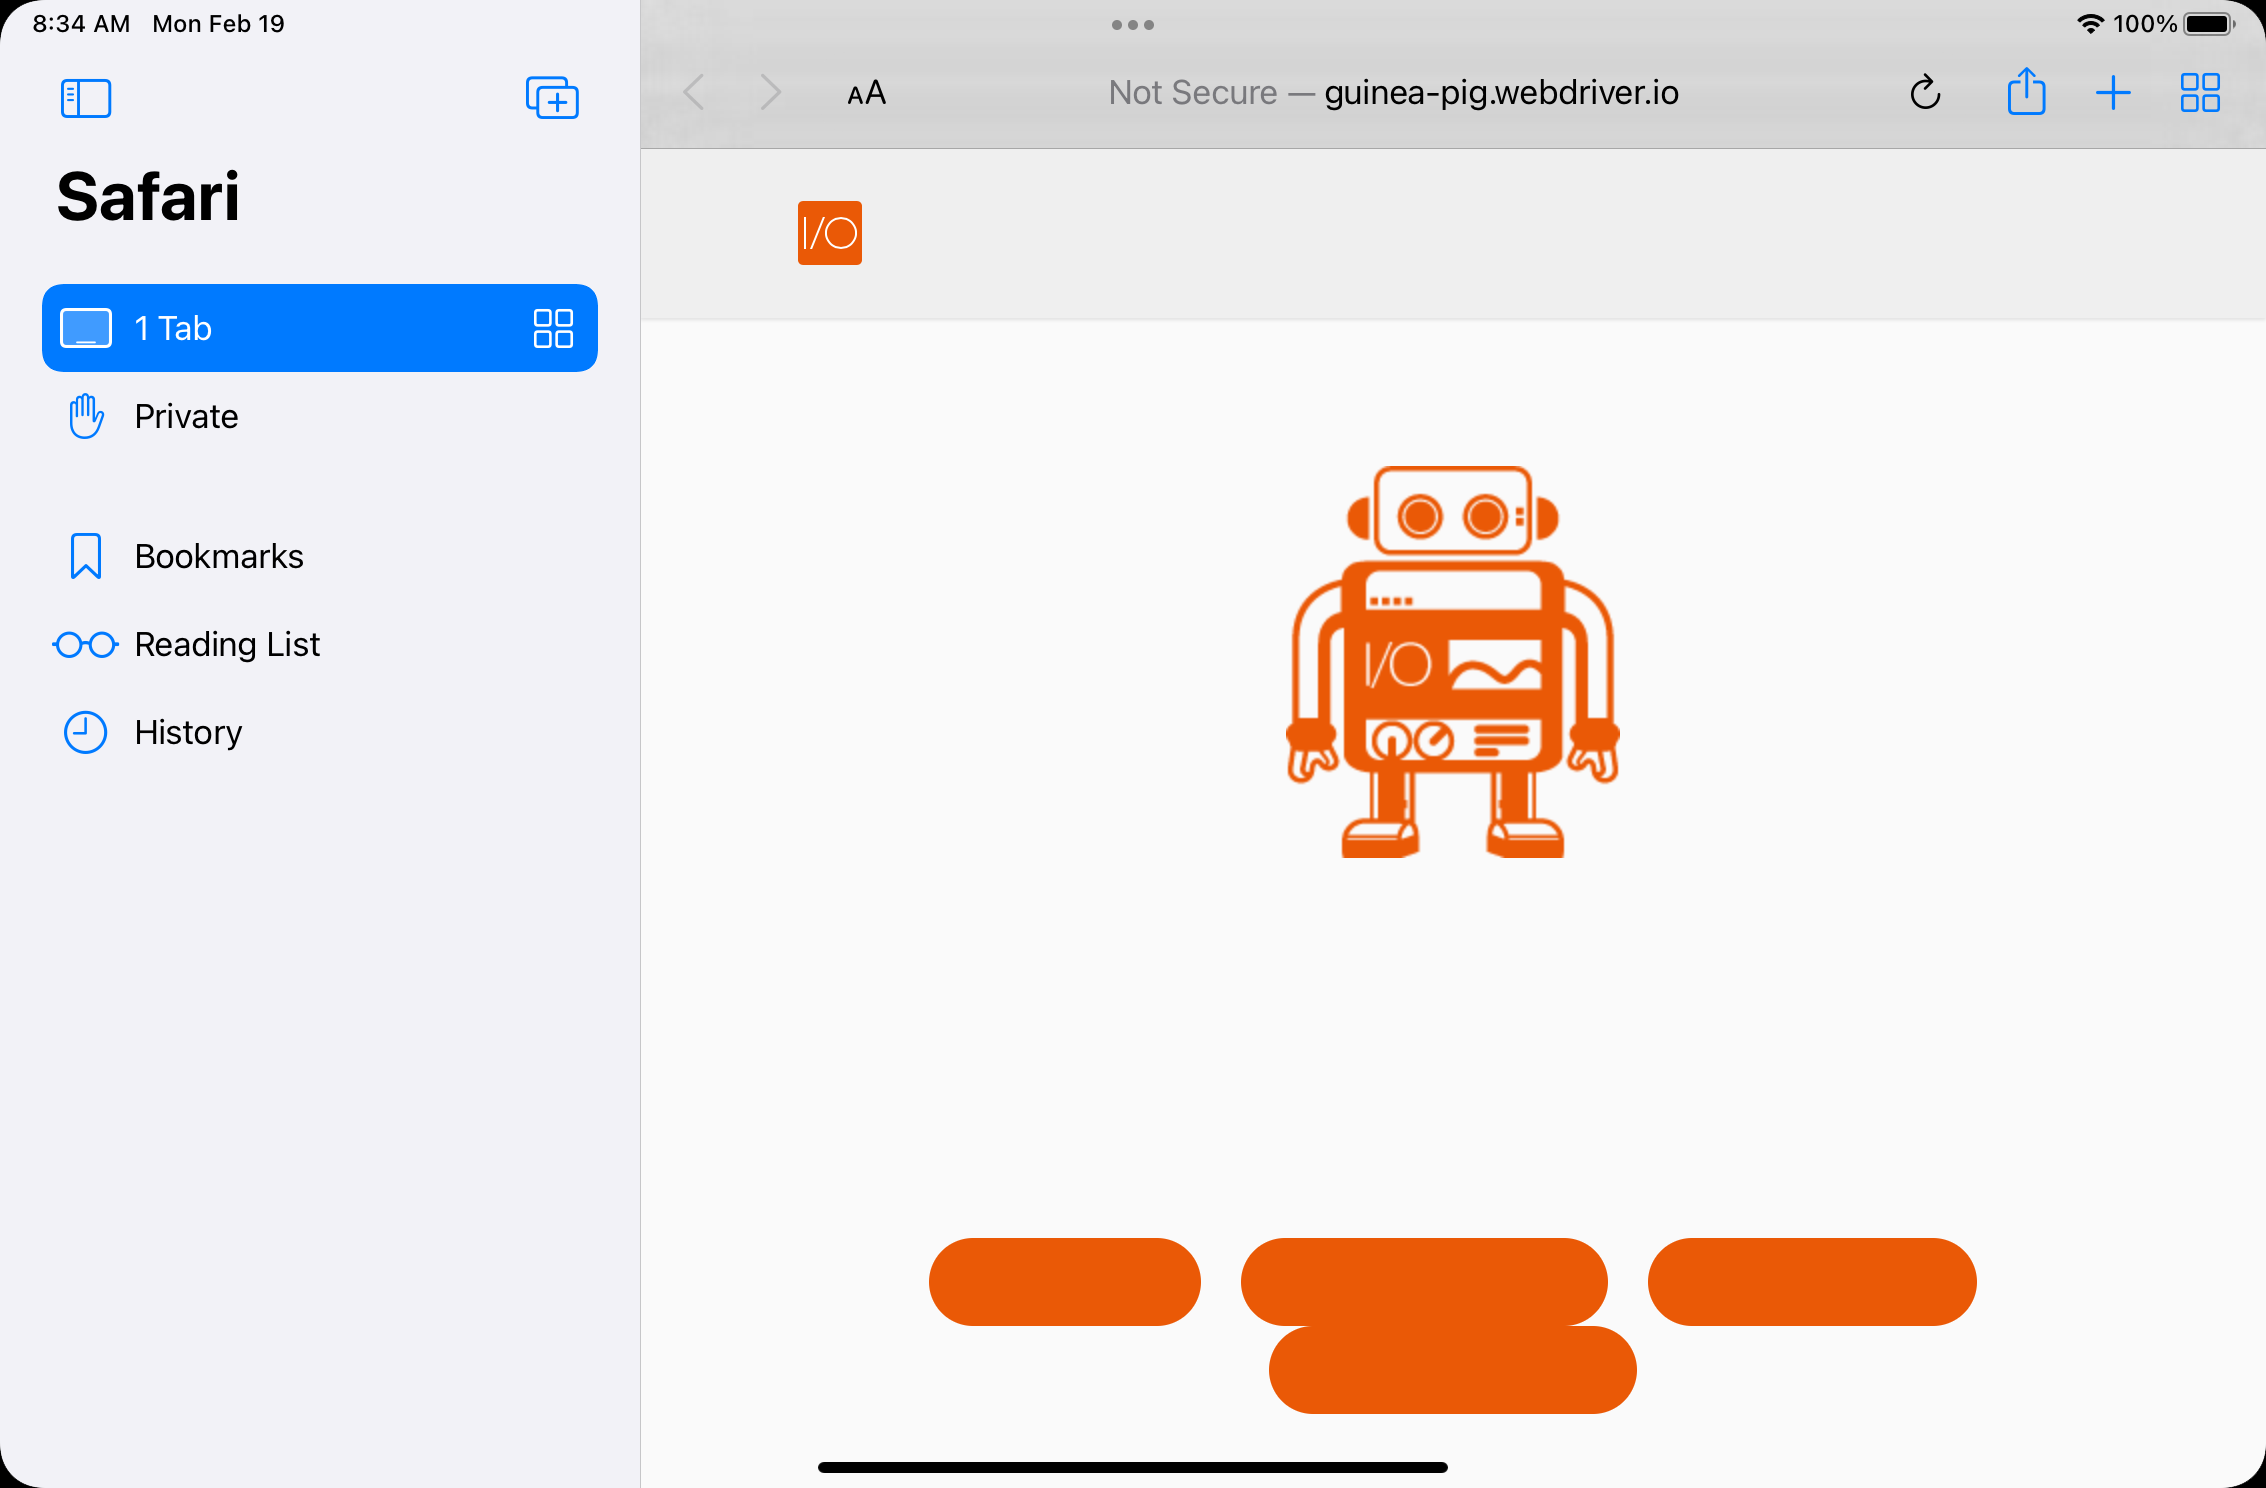 8:34 AM Mon Feb 19
100%
Safari
1 Tab
Private
Bookmarks
Reading List
History
AA
Not Secure — guinea-pig.webdriver.io
I/O
I/O